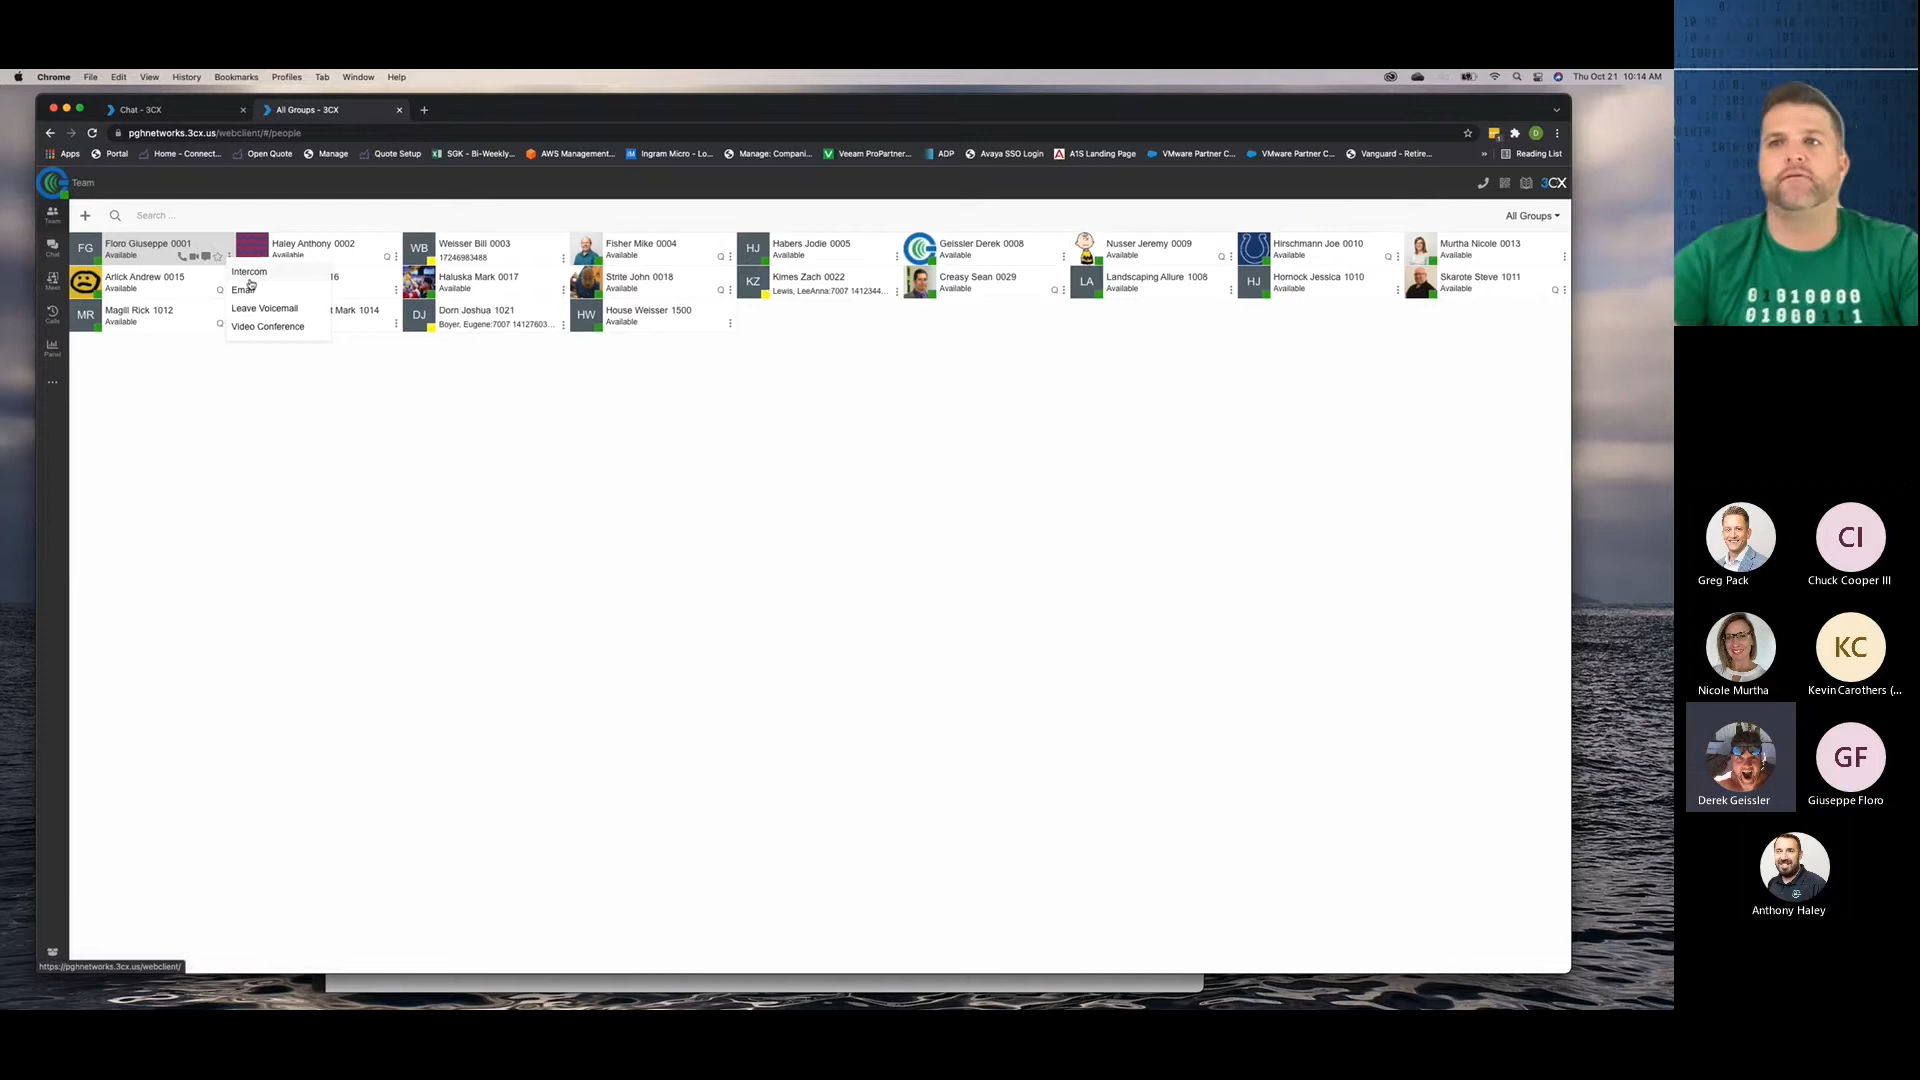 Chrome File Edit View History Bookmarks Profiles Tab Window Help
Thu Oct 21 10:14 AM
Chat - 3CX
All Groups - 3CX
pghnetworks.3cx.us/webclient/#/people
Apps Portal Home - Connect... Open Quote Manage Quote Setup SGK - Bi-Weekly... AWS Management... Ingram Micro - Lo... Manage: Compani... Veeam ProPartner... ADP Avaya SSO Login A1S Landing Page VMware Partner C... VMware Partner C... Vanguard - Retire... » Reading List
Team
3CX
Search ...
All Groups
Team
Chat
Meet
Calls
Panel
FG Floro Giuseppe 0001
Available
Haley Anthony 0002
Available
WB Weisser Bill 0003
17246983488
Fisher Mike 0004
Available
HJ Habers Jodie 0005
Available
Geissler Derek 0008
Available
Nusser Jeremy 0009
Available
Hirschmann Joe 0010
Available
Murtha Nicole 0013
Available
Arlick Andrew 0015
Available
16
Haluska Mark 0017
Available
Strite John 0018
Available
KZ Kimes Zach 0022
Lewis, LeeAnna:7007 1412344...
Creasy Sean 0029
Available
LA Landscaping Allure 1008
Available
HJ Hornock Jessica 1010
Available
Skarote Steve 1011
Available
MR Magill Rick 1012
Available
t Mark 1014
DJ Dorn Joshua 1021
Boyer, Eugene:7007 14127603...
HW House Weisser 1500
Available
Intercom
Email
Leave Voicemail
Video Conference
https://pghnetworks.3cx.us/webclient/
Greg Pack
CI
Chuck Cooper III
Nicole Murtha
KC
Kevin Carothers (...
Derek Geissler
GF
Giuseppe Floro
Anthony Haley